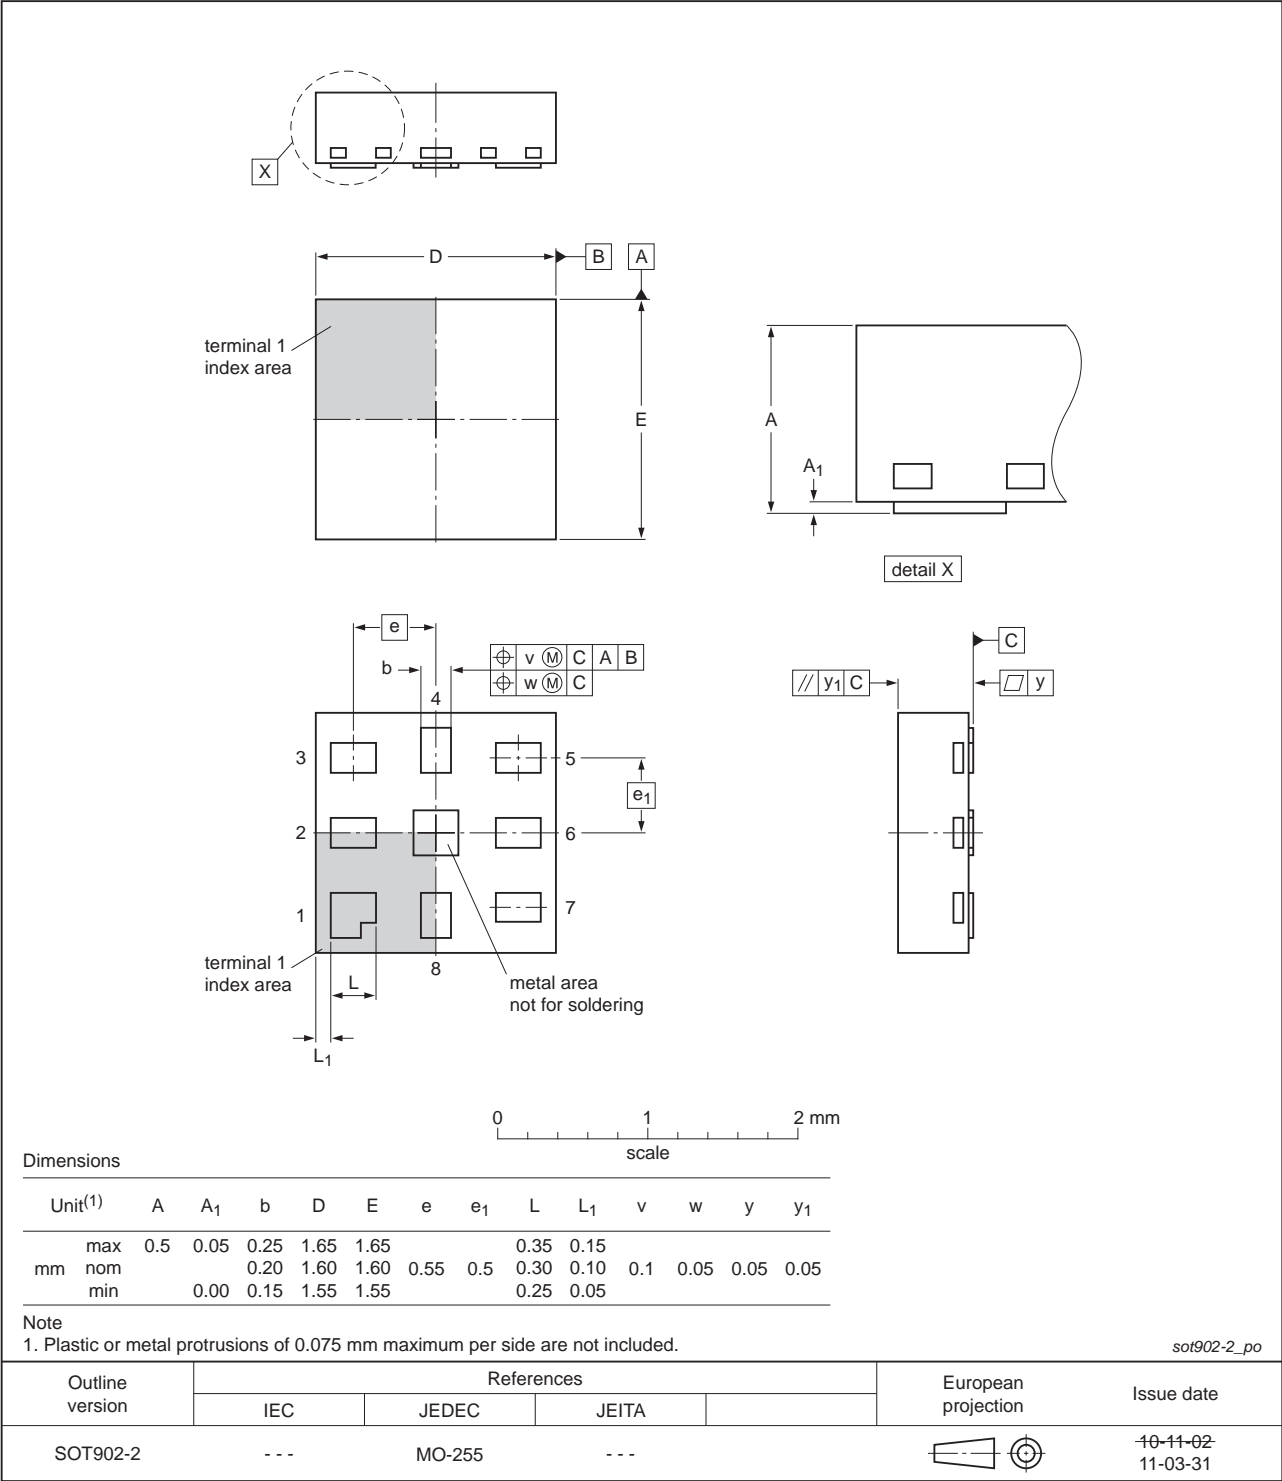 X
D
B
A
terminal 1
index area
E
A
A1
detail X
e
b
v M C A B
w M C
4
3
5
e1
2
6
1
7
terminal 1
index area
8
L
metal area
not for soldering
L1
C
// y1 C
y
0 1 2 mm
scale
Dimensions
Unit(1) A A1 b D E e e1 L L1 v w y y1
max 0.5 0.05 0.25 1.65 1.65 0.35 0.15
mm nom 0.20 1.60 1.60 0.55 0.5 0.30 0.10 0.1 0.05 0.05 0.05
min 0.00 0.15 1.55 1.55 0.25 0.05
Note
1. Plastic or metal protrusions of 0.075 mm maximum per side are not included.
sot902-2_po
Outline
version
References
IEC JEDEC JEITA
European
projection
Issue date
SOT902-2 - - - MO-255 - - -
10-11-02
11-03-31